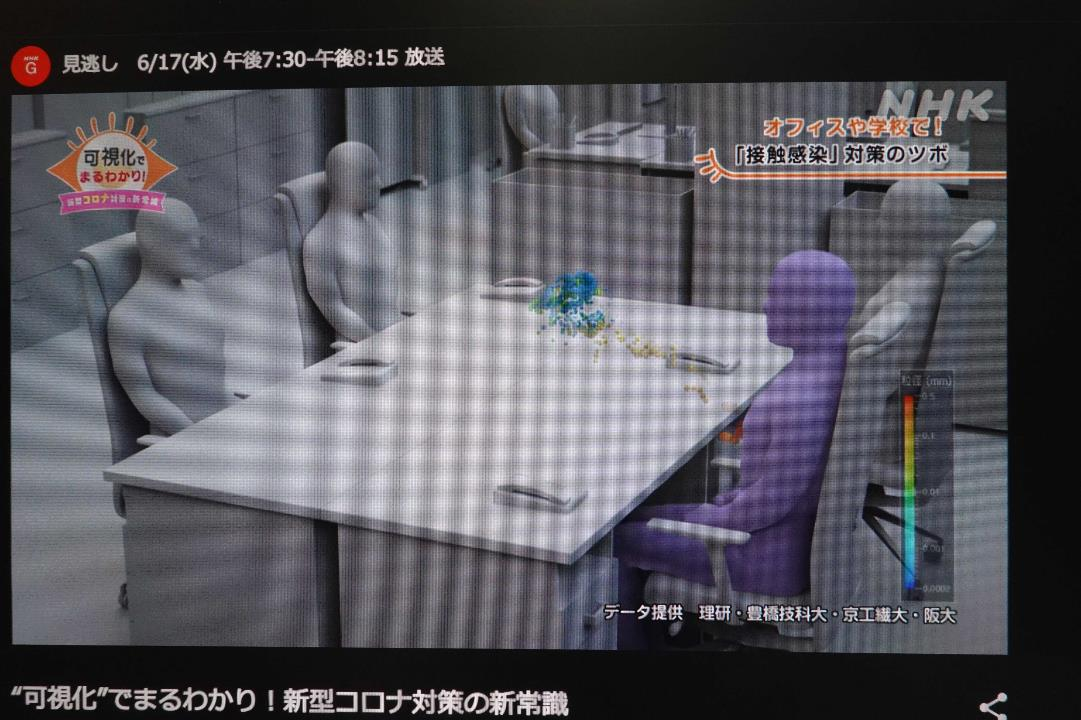 NHK
G
見逃し 6/17(水) 午後7:30-午後8:15 放送
NHK
オフィスや学校で!
「接触感染」対策のツボ
可視化で
まるわかり!
新型コロナ対策の新常識
粒径 (mm)
0.5
0.1
0.01
0.001
0.0002
データ提供 理研・豊橋技科大・京工繊大・阪大
“可視化”でまるわかり!新型コロナ対策の新常識